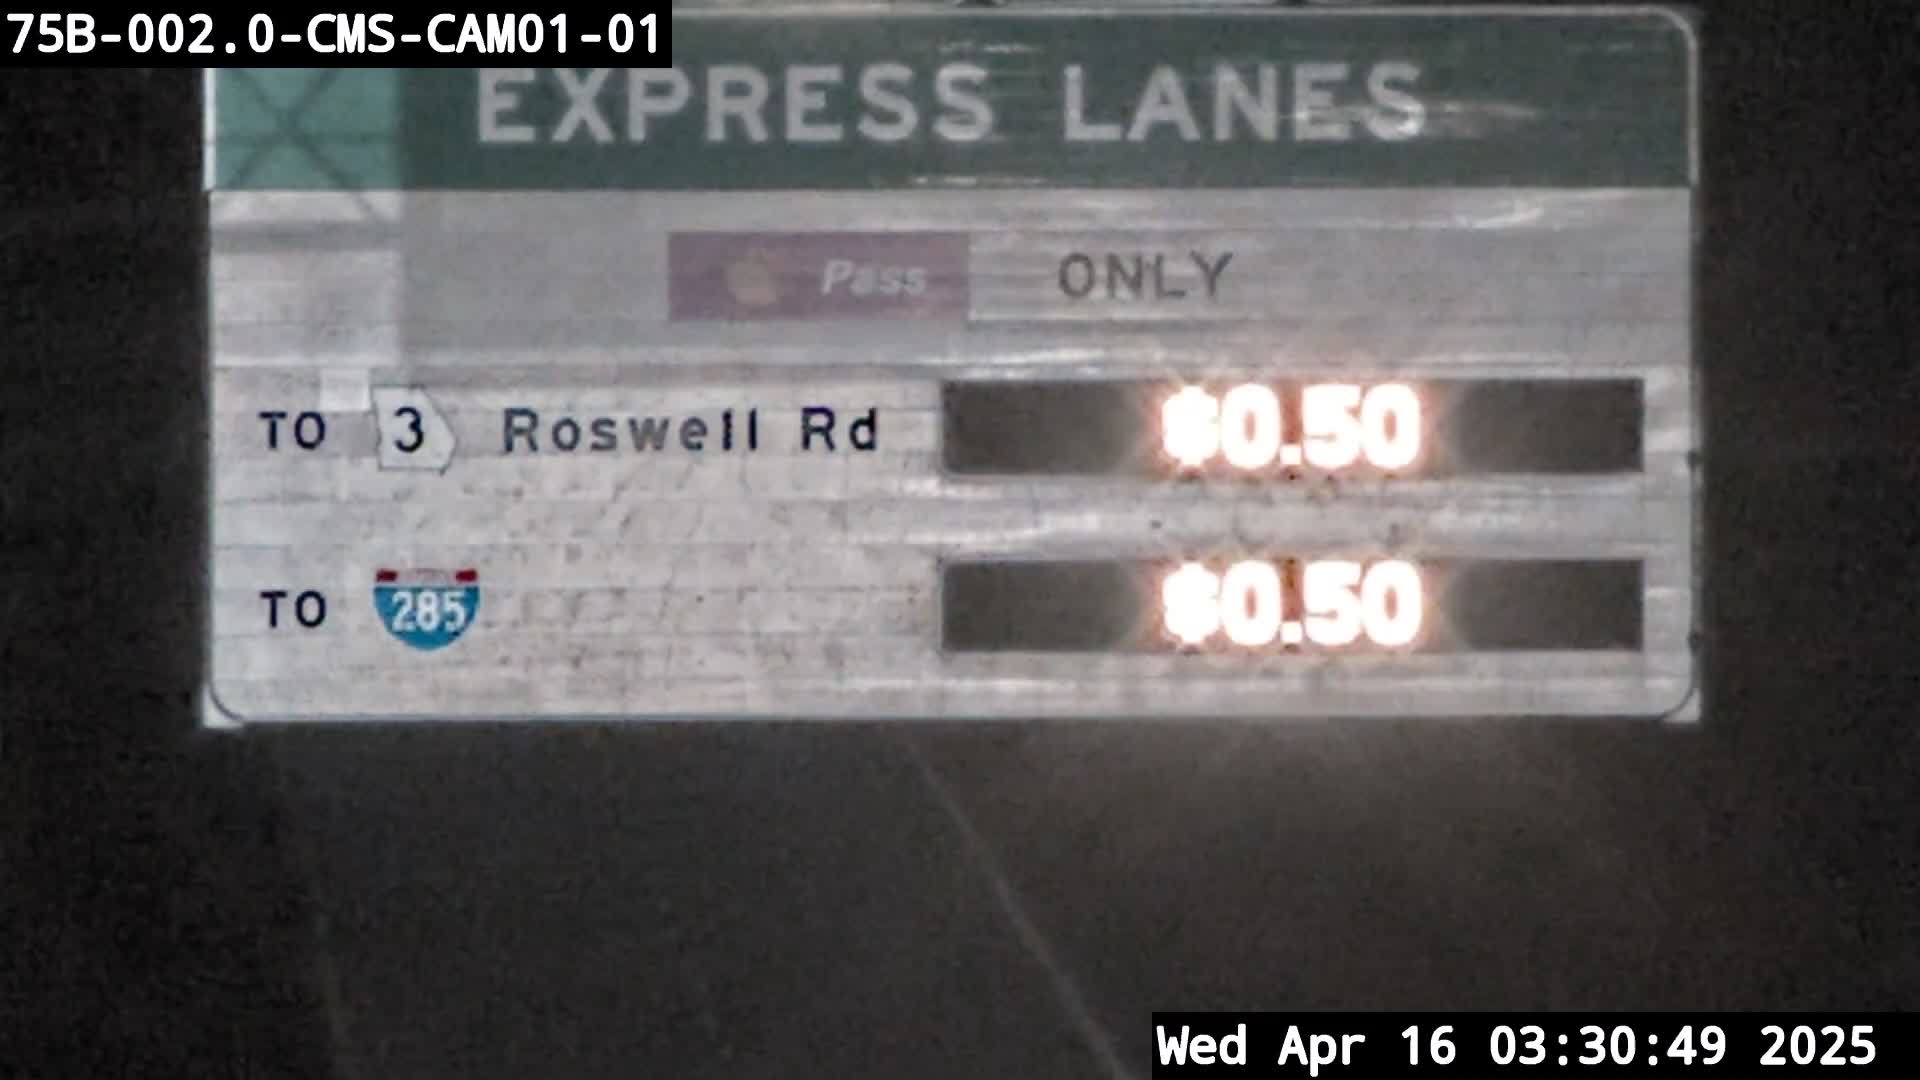 75B-002.0-CMS-CAM01-01
EXPRESS LANES
Pass ONLY
TO 3 Roswell Rd $0.50
TO 285 $0.50
Wed Apr 16 03:30:49 2025